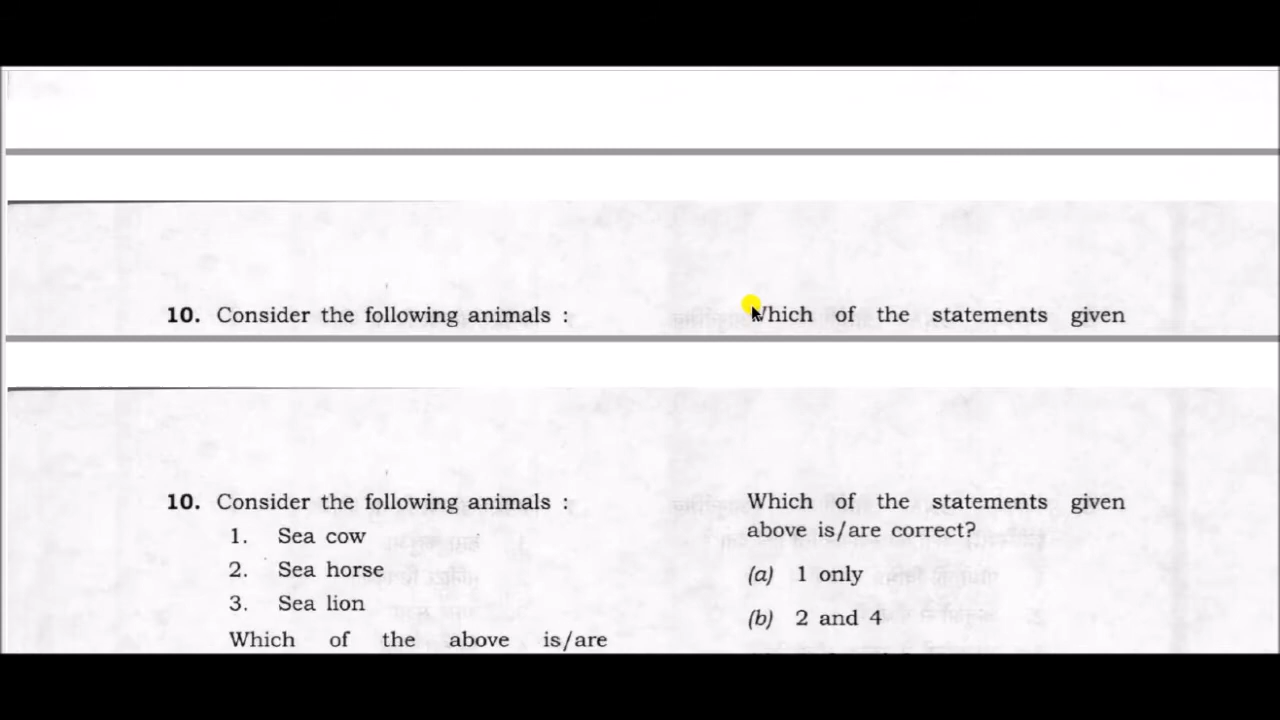 10. Consider the following animals :
Which of the statements given
10. Consider the following animals :
1. Sea cow
2. Sea horse
3. Sea lion
Which of the above is/are
Which of the statements given
above is/are correct?
(a) 1 only
(b) 2 and 4